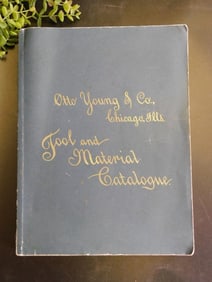 Otto Young & Co.,
Chicago, Ills.
Tool and
Material
Catalogue.